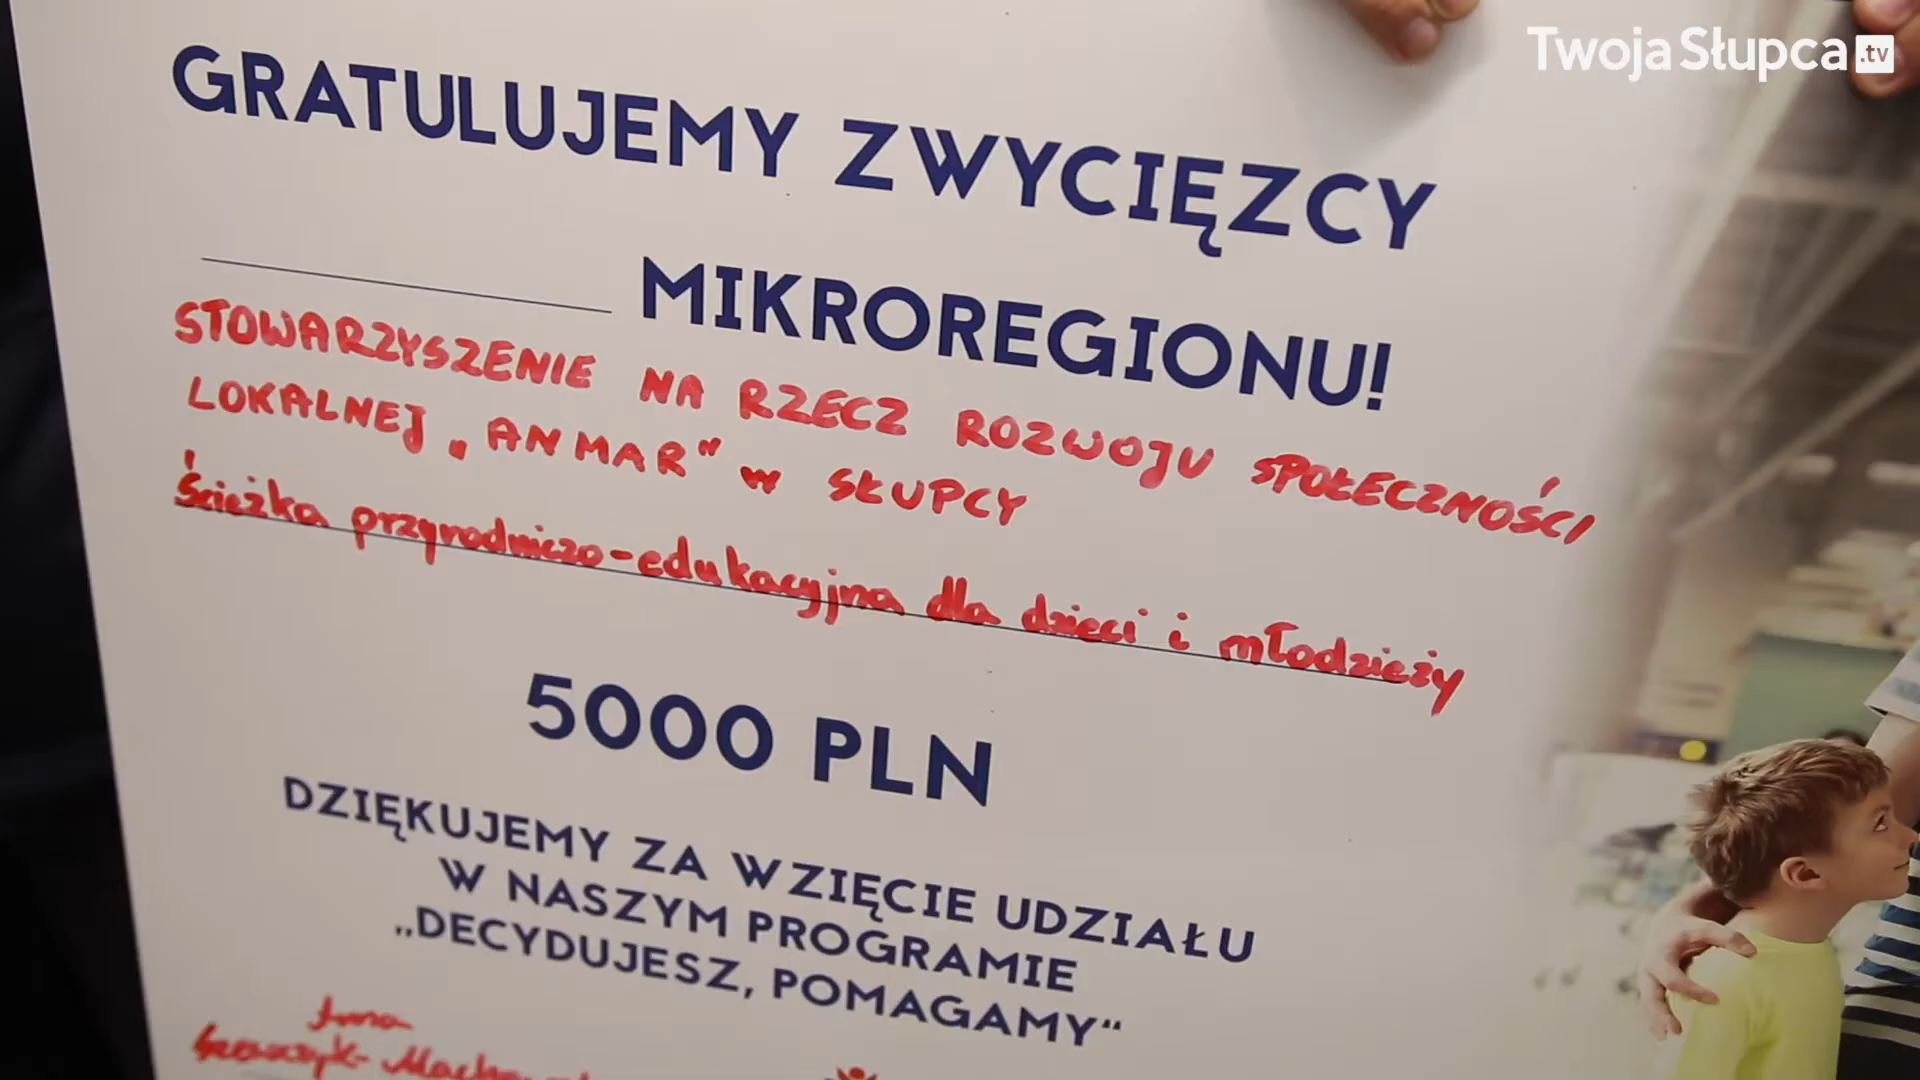 TwojaSłupca.tv
GRATULUJEMY ZWYCIĘZCY
MIKROREGIONU!
STOWARZYSZENIE NA RZECZ ROZWOJU SPOŁECZNOŚCI
LOKALNEJ „ANMAR" w SŁUPCY
Ścieżka przyrodniczo-edukacyjna dla dzieci i młodzieży
5000 PLN
DZIĘKUJEMY ZA WZIĘCIE UDZIAŁU
W NASZYM PROGRAMIE
„DECYDUJESZ, POMAGAMY“
Anna